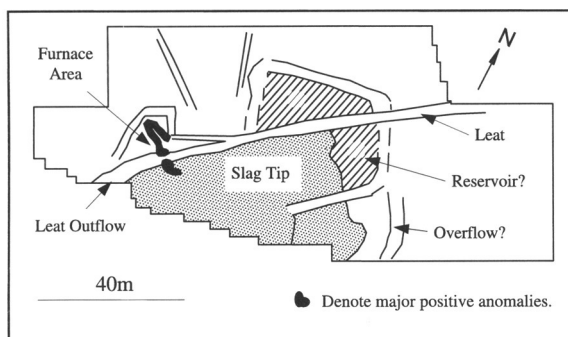 Furnace
Area
N
Leat
Slag Tip
Reservoir?
Leat Outflow
Overflow?
40m
Denote major positive anomalies.